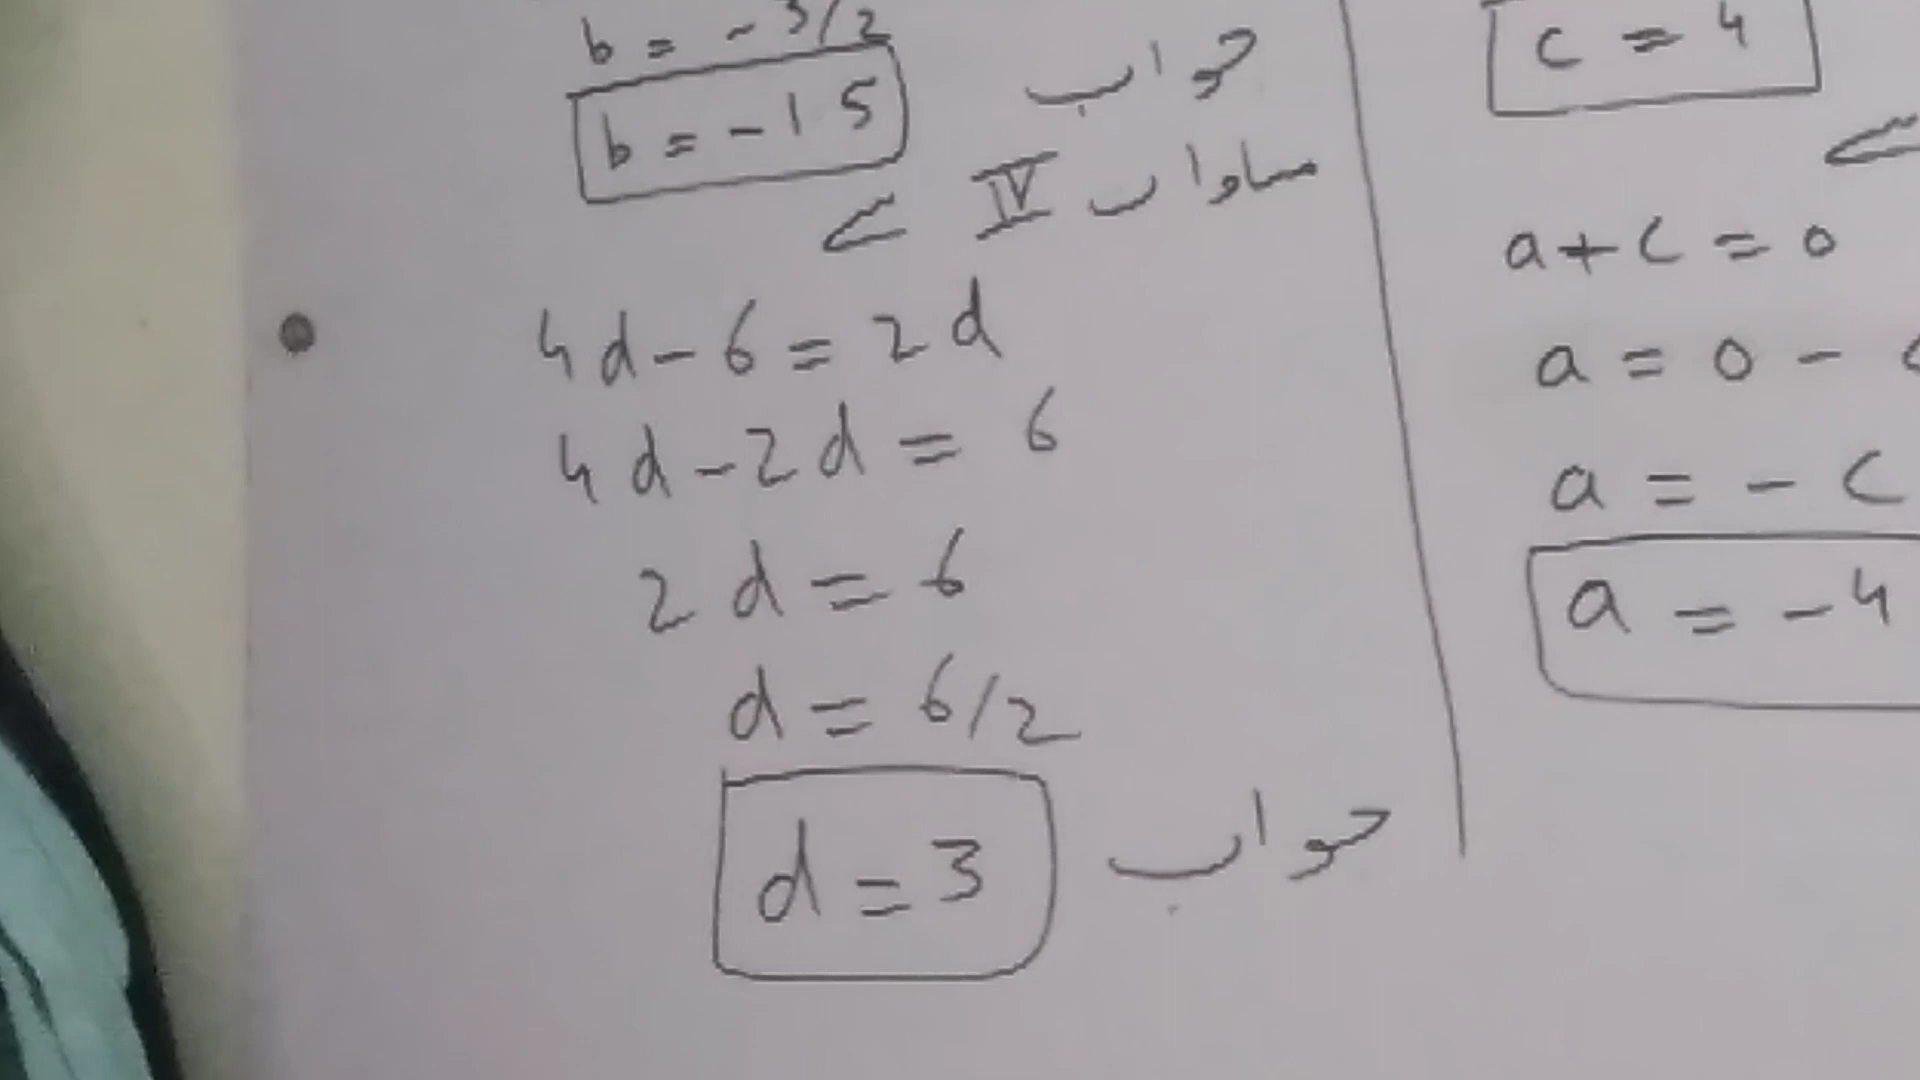 b = - 3/2
b = - 1 5 جواب
مساوات IV
4d - 6 = 2d
4d - 2d = 6
2d = 6
d = 6/2
d = 3 جواب
c = 4
a + c = 0
a = 0 -
a = - c
a = - 4